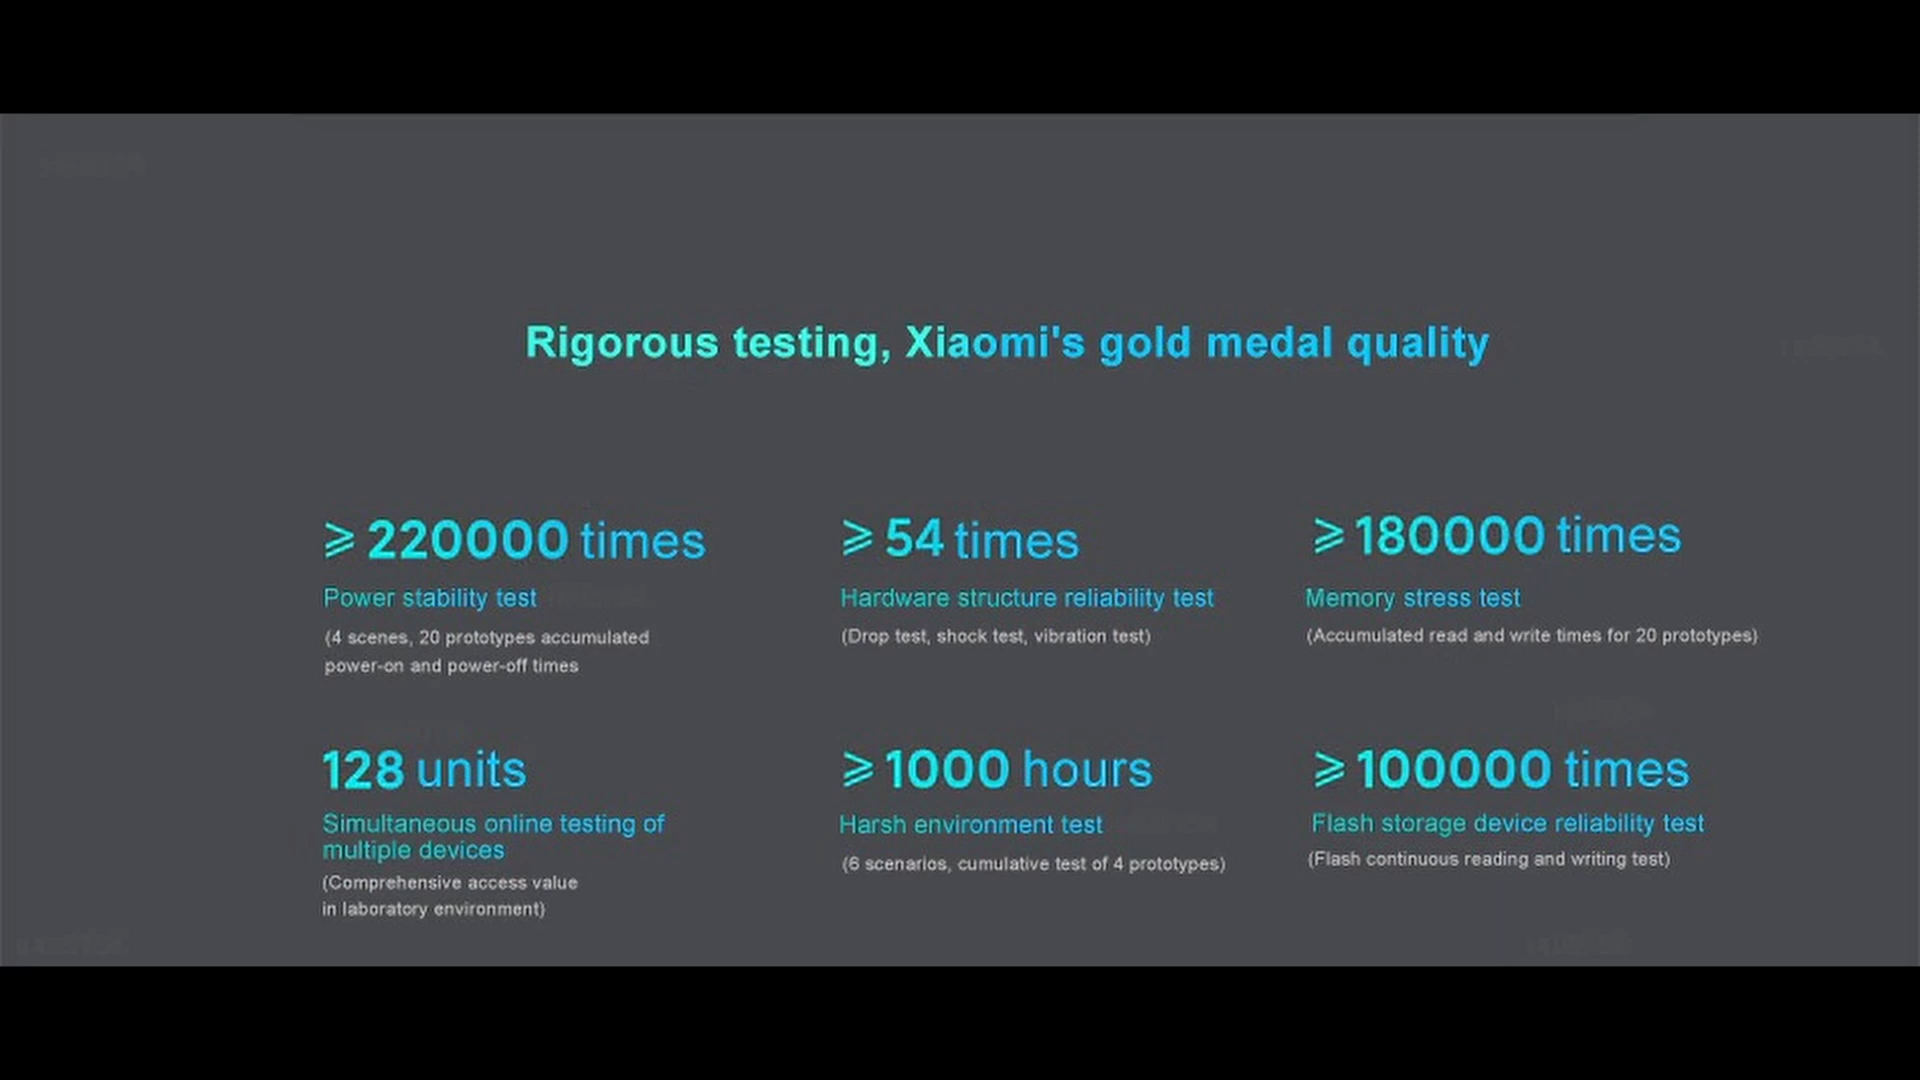 Rigorous testing, Xiaomi's gold medal quality
⩾ 220000 times
Power stability test
(4 scenes, 20 prototypes accumulated
power-on and power-off times
⩾ 54 times
Hardware structure reliability test
(Drop test, shock test, vibration test)
⩾ 180000 times
Memory stress test
(Accumulated read and write times for 20 prototypes)
128 units
Simultaneous online testing of
multiple devices
(Comprehensive access value
in laboratory environment)
⩾ 1000 hours
Harsh environment test
(6 scenarios, cumulative test of 4 prototypes)
⩾ 100000 times
Flash storage device reliability test
(Flash continuous reading and writing test)